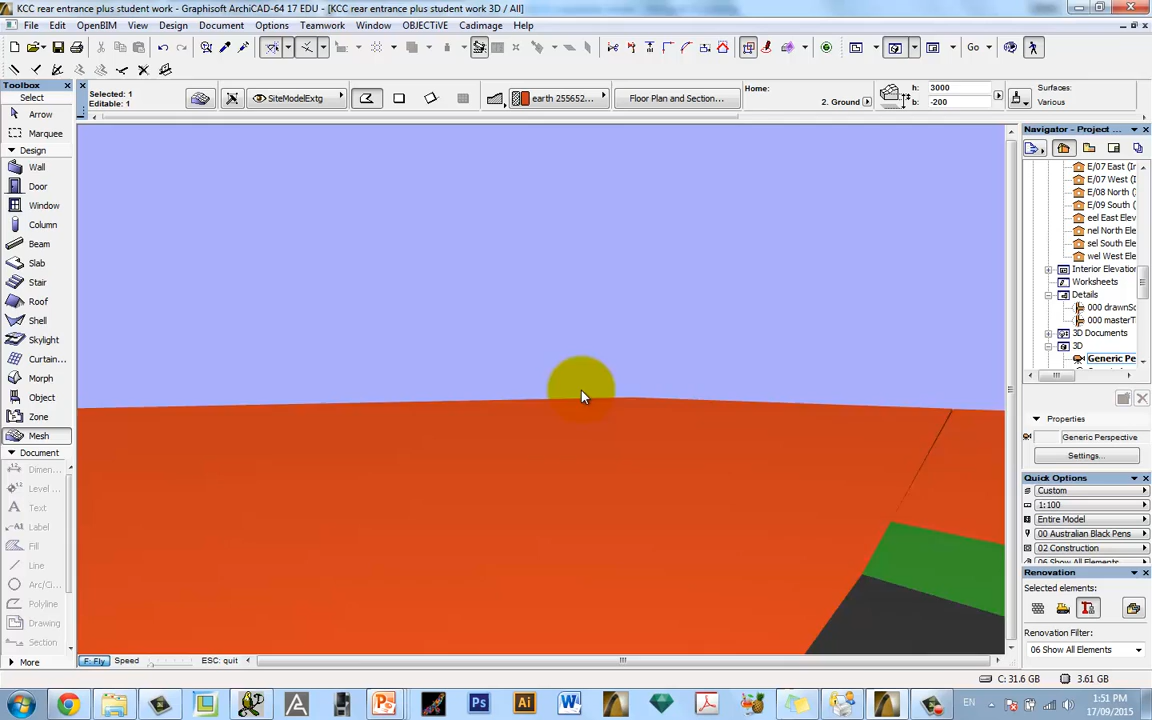 KCC rear entrance plus student work - Graphisoft ArchiCAD-64 17 EDU - [KCC rear entrance plus student work 3D / All]
File Edit View Design Document Options Teamwork Window OBJECTiVE Cadimage Help
Go
Toolbox
Select
Arrow
Marquee
Design
Wall
Door
Window
Column
Beam
Slab
Stair
Roof
Shell
Skylight
Curtain...
Morph
Object
Zone
Mesh
Document
Dimen...
Level ...
Text
Label
Fill
Line
Arc/Ci...
Polyline
Drawing
Section
More
Selected: 1
Editable: 1
SiteModelExtg
earth 255652...
Floor Plan and Section...
Home:
2. Ground
h: 3000
b: -200
Surfaces:
Various
Navigator - Project ...
E/07 East (Ir
E/07 West (I
E/08 North (
E/09 South (
eel East Elev
nel North Ele
sel South Ele
wel West Ele
Interior Elevation
Worksheets
Details
000 drawnSc
000 masterT
3D Documents
3D
Generic Pe
Properties
Generic Perspective
Settings...
Quick Options
Custom
1:100
Entire Model
00 Australian Black Pens
02 Construction
06 Show All Elements
Renovation
Selected elements:
Renovation Filter:
06 Show All Elements
F: Fly Speed ESC: quit
C: 31.6 GB 3.61 GB
EN
1:51 PM
17/09/2015